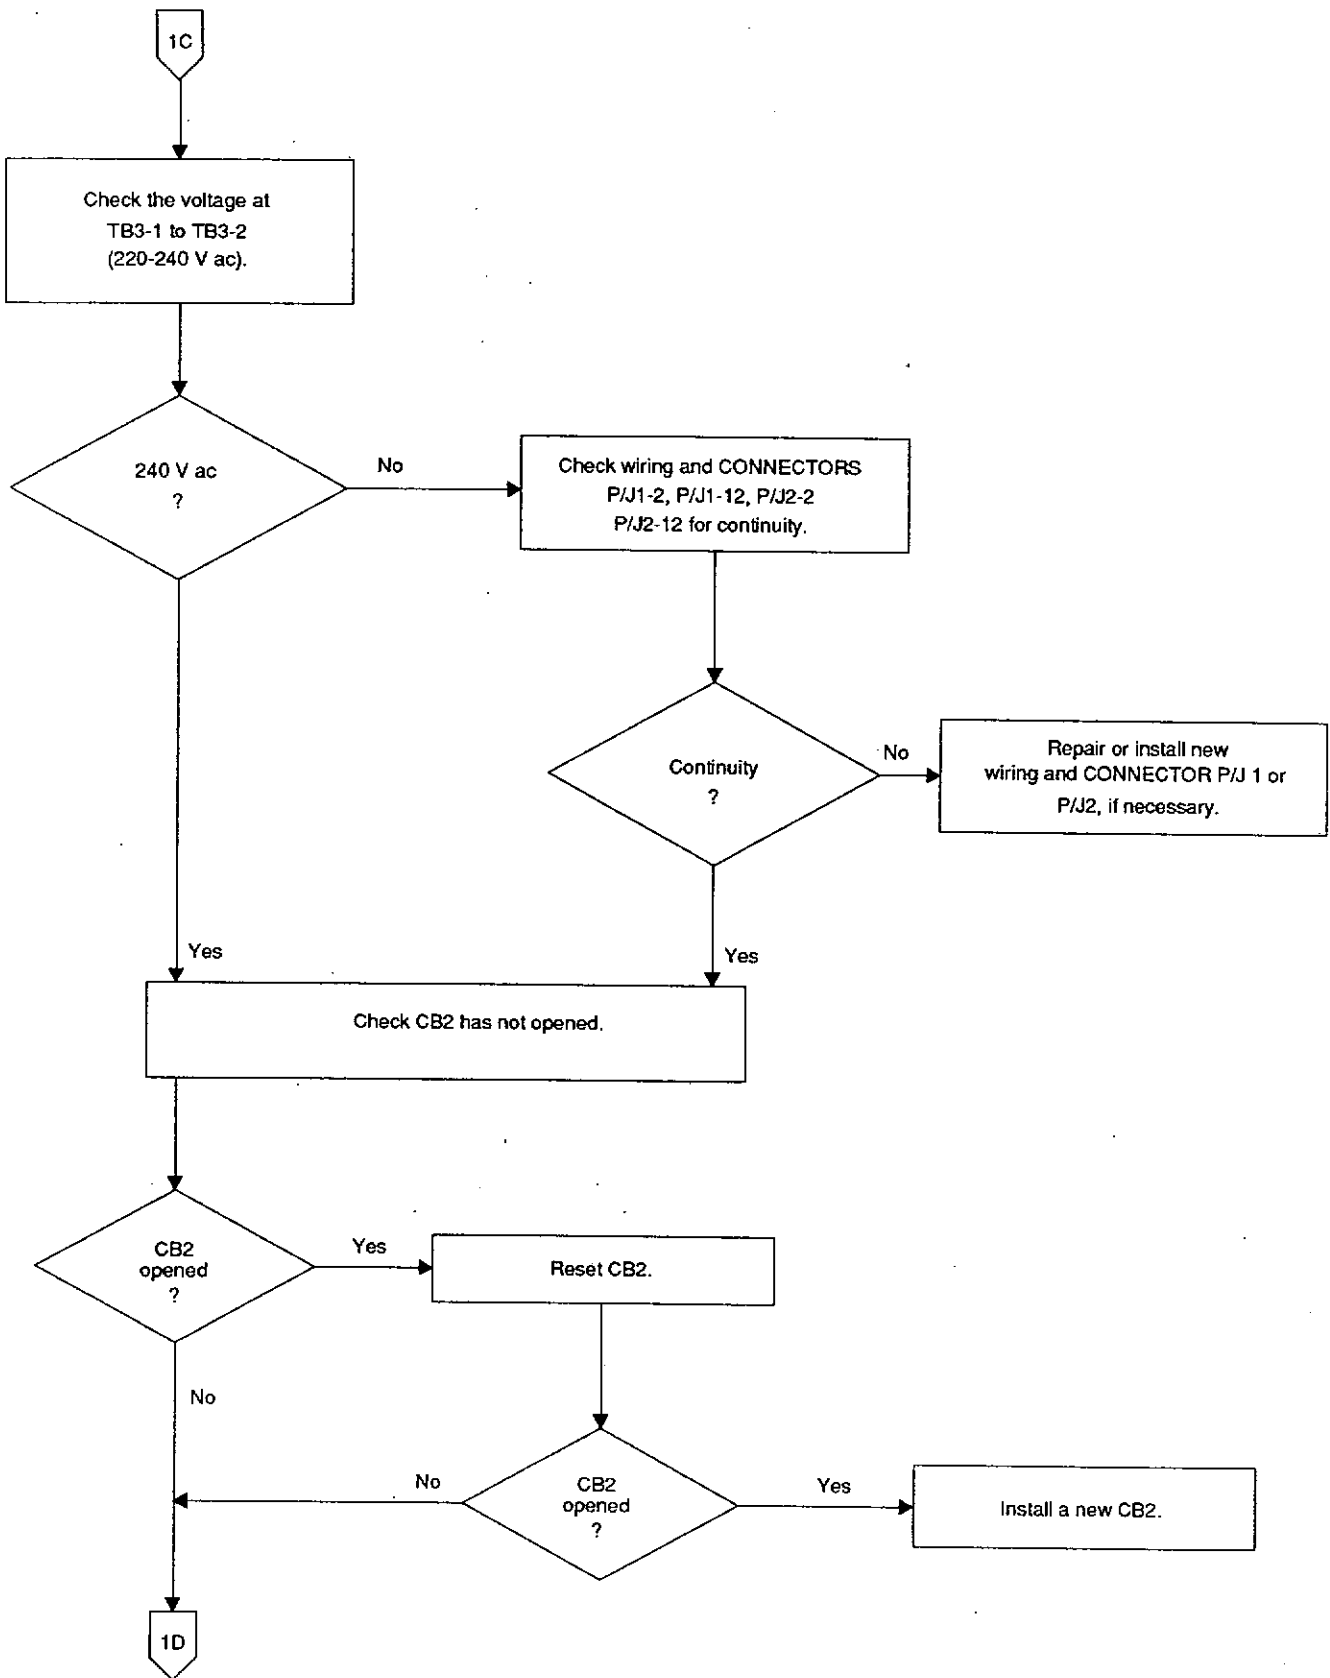 1C
Check the voltage at
TB3-1 to TB3-2
(220-240 V ac).
240 V ac
?
No
Check wiring and CONNECTORS
P/J1-2, P/J1-12, P/J2-2
P/J2-12 for continuity.
Continuity
?
No
Repair or install new
wiring and CONNECTOR P/J 1 or
P/J2, if necessary.
Yes
Yes
Check CB2 has not opened.
CB2
opened
?
Yes
Reset CB2.
No
CB2
opened
?
No
Yes
Install a new CB2.
1D